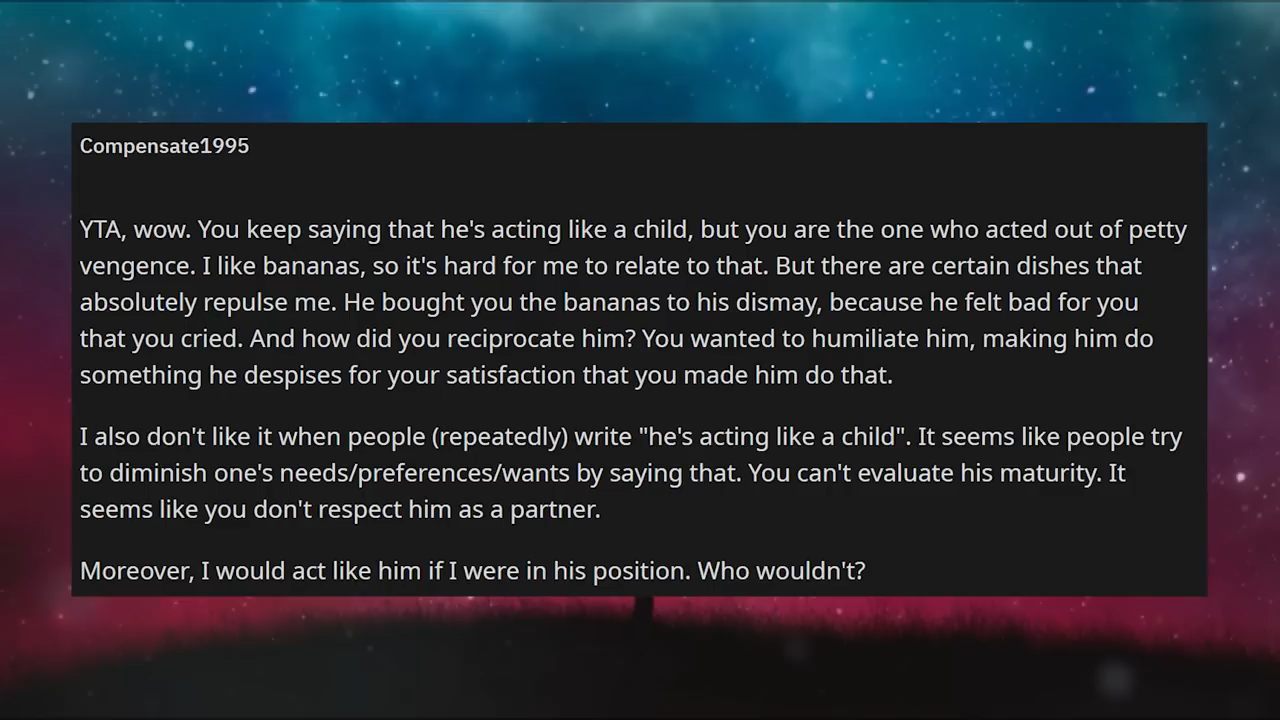 Compensate1995
YTA, wow. You keep saying that he's acting like a child, but you are the one who acted out of petty
vengence. I like bananas, so it's hard for me to relate to that. But there are certain dishes that
absolutely repulse me. He bought you the bananas to his dismay, because he felt bad for you
that you cried. And how did you reciprocate him? You wanted to humiliate him, making him do
something he despises for your satisfaction that you made him do that.
I also don't like it when people (repeatedly) write "he's acting like a child". It seems like people try
to diminish one's needs/preferences/wants by saying that. You can't evaluate his maturity. It
seems like you don't respect him as a partner.
Moreover, I would act like him if I were in his position. Who wouldn't?